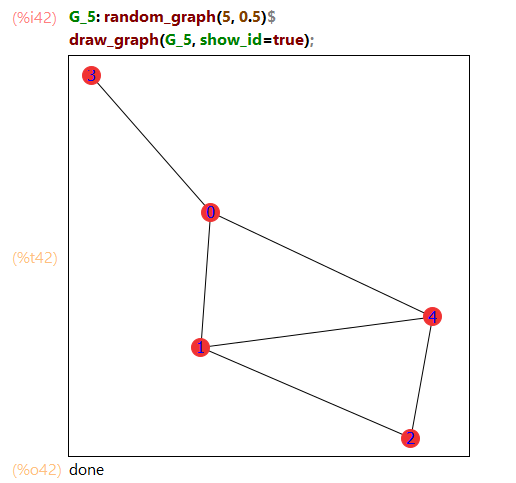 (%i42) G_5: random_graph(5, 0.5)$
draw_graph(G_5, show_id=true);
3
0
(%t42)
4
1
2
(%o42) done